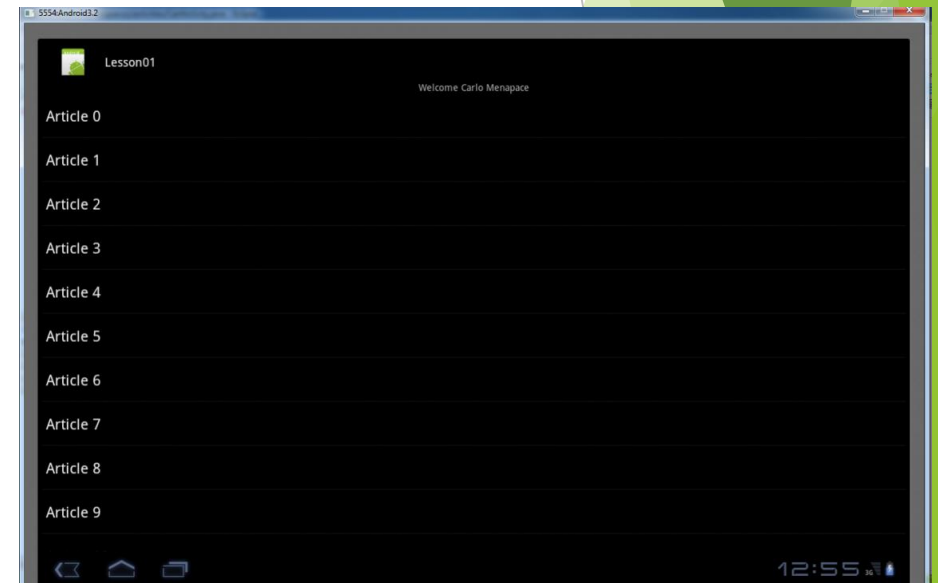 5554:Android3.2
Lesson01
Welcome Carlo Menapace
Article 0
Article 1
Article 2
Article 3
Article 4
Article 5
Article 6
Article 7
Article 8
Article 9
12:55 3G